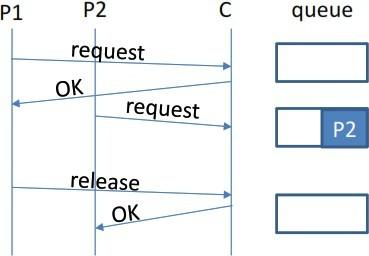 P1 P2 C queue
request
OK
request
P2
release
OK